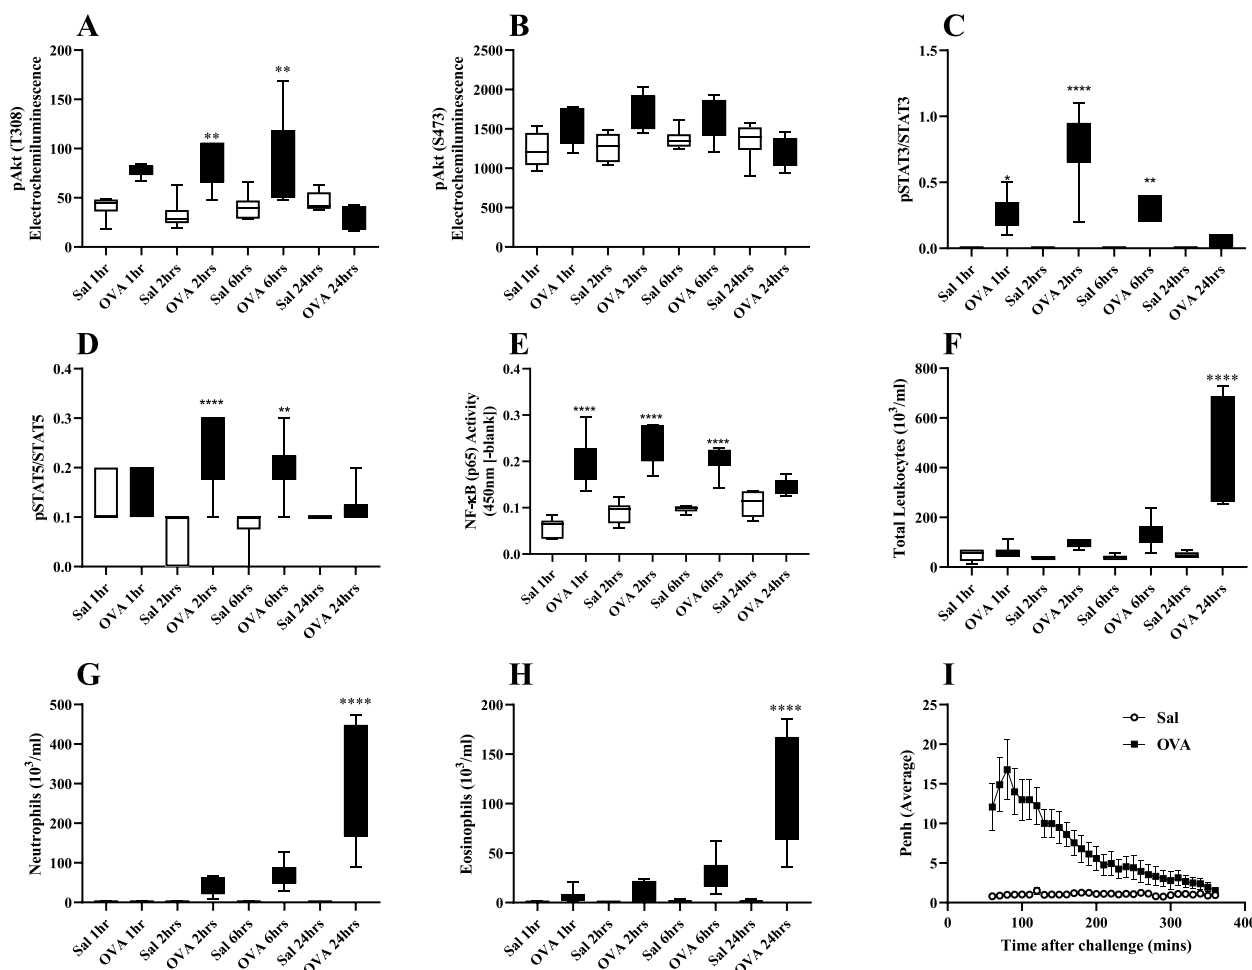 A
pAkt (T308)
Electrochemiluminescence
200
150
100
50
0
**
**
Sal 1hr
OVA 1hr
Sal 2hrs
OVA 2hrs
Sal 6hrs
OVA 6hrs
Sal 24hrs
OVA 24hrs
B
pAkt (S473)
Electrochemiluminescence
2500
2000
1500
1000
500
0
Sal 1hr
OVA 1hr
Sal 2hrs
OVA 2hrs
Sal 6hrs
OVA 6hrs
Sal 24hrs
OVA 24hrs
C
pSTAT3/STAT3
1.5
1.0
0.5
0.0
*
****
**
Sal 1hr
OVA 1hr
Sal 2hrs
OVA 2hrs
Sal 6hrs
OVA 6hrs
Sal 24hrs
OVA 24hrs
D
pSTAT5/STAT5
0.4
0.3
0.2
0.1
0.0
****
**
Sal 1hr
OVA 1hr
Sal 2hrs
OVA 2hrs
Sal 6hrs
OVA 6hrs
Sal 24hrs
OVA 24hrs
E
NF-κB (p65) Activity
(450nm [-blank])
0.4
0.3
0.2
0.1
0.0
****
****
****
Sal 1hr
OVA 1hr
Sal 2hrs
OVA 2hrs
Sal 6hrs
OVA 6hrs
Sal 24hrs
OVA 24hrs
F
Total Leukocytes (10³/ml)
800
600
400
200
0
****
Sal 1hr
OVA 1hr
Sal 2hrs
OVA 2hrs
Sal 6hrs
OVA 6hrs
Sal 24hrs
OVA 24hrs
G
Neutrophils (10³/ml)
500
400
300
200
100
0
****
Sal 1hr
OVA 1hr
Sal 2hrs
OVA 2hrs
Sal 6hrs
OVA 6hrs
Sal 24hrs
OVA 24hrs
H
Eosinophils (10³/ml)
200
150
100
50
0
****
Sal 1hr
OVA 1hr
Sal 2hrs
OVA 2hrs
Sal 6hrs
OVA 6hrs
Sal 24hrs
OVA 24hrs
I
Penh (Average)
25
20
15
10
5
0
Sal
OVA
0
100
200
300
400
Time after challenge (mins)